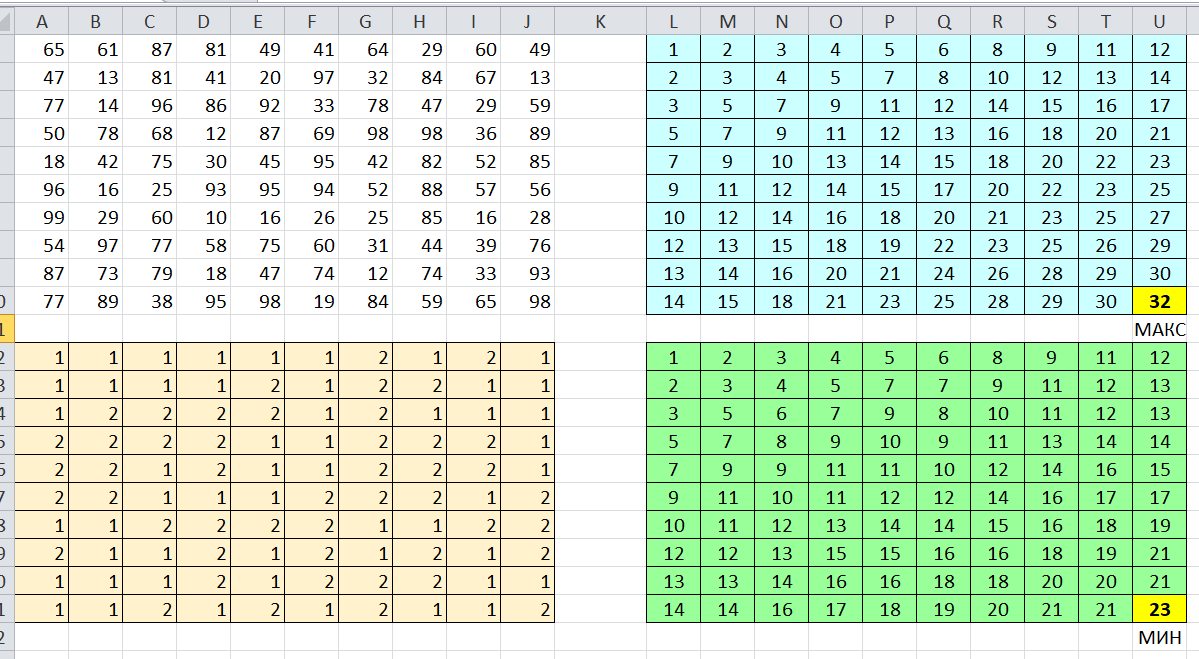 A B C D E F G H I J K L M N O P Q R S T U
65 61 87 81 49 41 64 29 60 49 1 2 3 4 5 6 8 9 11 12
47 13 81 41 20 97 32 84 67 13 2 3 4 5 7 8 10 12 13 14
77 14 96 86 92 33 78 47 29 59 3 5 7 9 11 12 14 15 16 17
50 78 68 12 87 69 98 98 36 89 5 7 9 11 12 13 16 18 20 21
18 42 75 30 45 95 42 82 52 85 7 9 10 13 14 15 18 20 22 23
96 16 25 93 95 94 52 88 57 56 9 11 12 14 15 17 20 22 23 25
99 29 60 10 16 26 25 85 16 28 10 12 14 16 18 20 21 23 25 27
54 97 77 58 75 60 31 44 39 76 12 13 15 18 19 22 23 25 26 29
87 73 79 18 47 74 12 74 33 93 13 14 16 20 21 24 26 28 29 30
0 77 89 38 95 98 19 84 59 65 98 14 15 18 21 23 25 28 29 30 32
1 МАКС
2 1 1 1 1 1 1 2 1 2 1 1 2 3 4 5 6 8 9 11 12
3 1 1 1 1 2 1 2 2 1 1 2 3 4 5 7 7 9 11 12 13
4 1 2 2 2 2 1 2 1 1 1 3 5 6 7 9 8 10 11 12 13
5 2 2 2 2 1 1 2 2 2 1 5 7 8 9 10 9 11 13 14 14
6 2 2 1 2 1 1 2 2 2 1 7 9 9 11 11 10 12 14 16 15
7 2 2 1 1 1 2 2 2 1 2 9 11 10 11 12 12 14 16 17 17
8 1 1 2 2 2 2 1 1 2 2 10 11 12 13 14 14 15 16 18 19
9 2 1 1 2 1 2 1 2 1 2 12 12 13 15 15 16 16 18 19 21
0 1 1 1 2 1 2 2 2 1 1 13 13 14 16 16 18 18 20 20 21
1 1 1 2 1 2 1 2 1 1 2 14 14 16 17 18 19 20 21 21 23
2 МИН